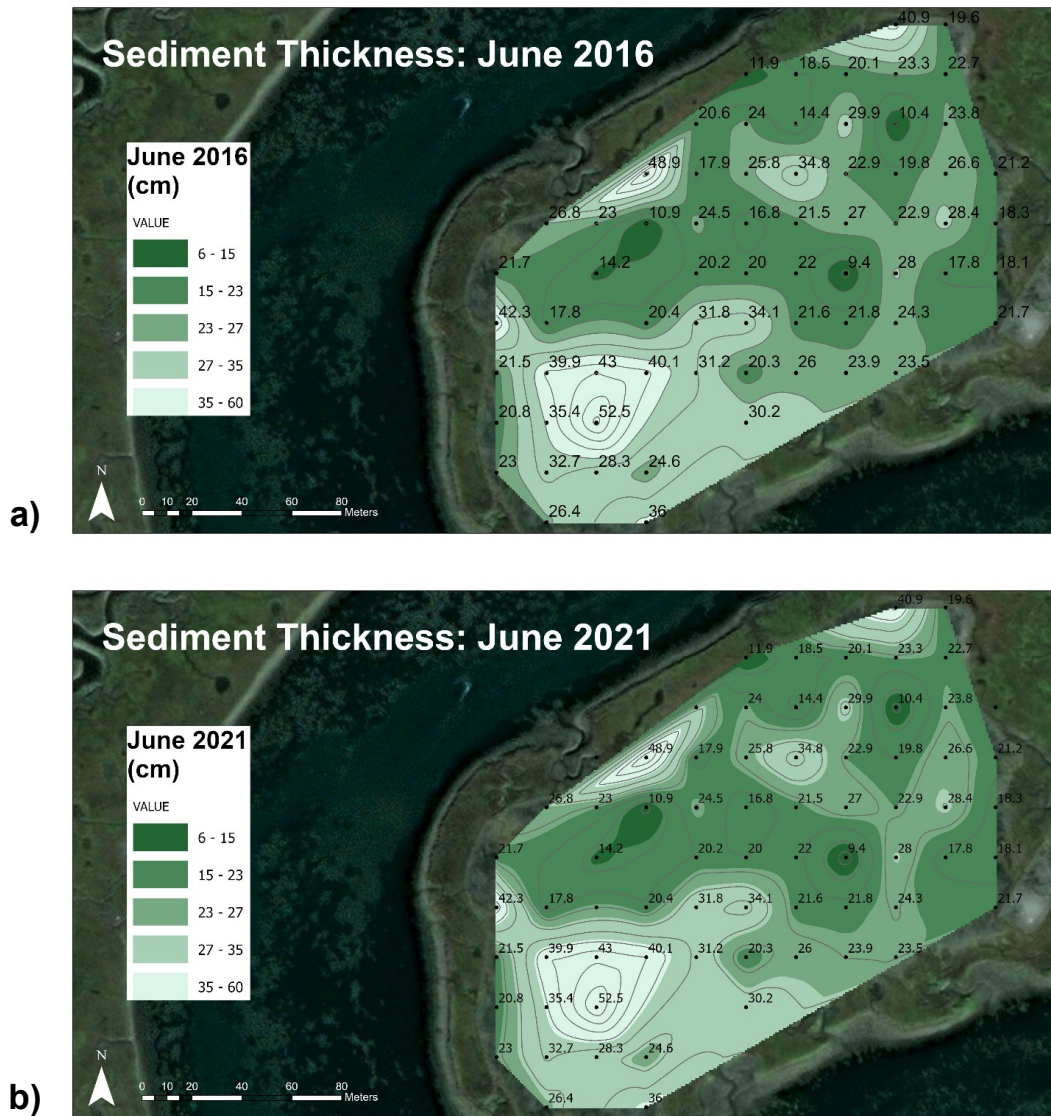 Sediment Thickness: June 2016
40.9 19.6
11.9 18.5 20.1 23.3 22.7
20.6 24 14.4 29.9 10.4 23.8
48.9 17.9 25.8 34.8 22.9 19.8 26.6 21.2
26.8 23 10.9 24.5 16.8 21.5 27 22.9 28.4 18.3
21.7 14.2 20.2 20 22 9.4 28 17.8 18.1
42.3 17.8 20.4 31.8 34.1 21.6 21.8 24.3 21.7
21.5 39.9 43 40.1 31.2 20.3 26 23.9 23.5
20.8 35.4 52.5 30.2
23 32.7 28.3 24.6
26.4 36
June 2016
(cm)
VALUE
6 - 15
15 - 23
23 - 27
27 - 35
35 - 60
N
0 10 20 40 60 80
Meters
a)
Sediment Thickness: June 2021
40.9 19.6
11.9 18.5 20.1 23.3 22.7
24 14.4 29.9 10.4 23.8
48.9 17.9 25.8 34.8 22.9 19.8 26.6 21.2
26.8 23 10.9 24.5 16.8 21.5 27 22.9 28.4 18.3
21.7 14.2 20.2 20 22 9.4 28 17.8 18.1
42.3 17.8 20.4 31.8 34.1 21.6 21.8 24.3 21.7
21.5 39.9 43 40.1 31.2 20.3 26 23.9 23.5
20.8 35.4 52.5 30.2
23 32.7 28.3 24.6
26.4 36
June 2021
(cm)
VALUE
6 - 15
15 - 23
23 - 27
27 - 35
35 - 60
N
0 10 20 40 60 80
Meters
b)